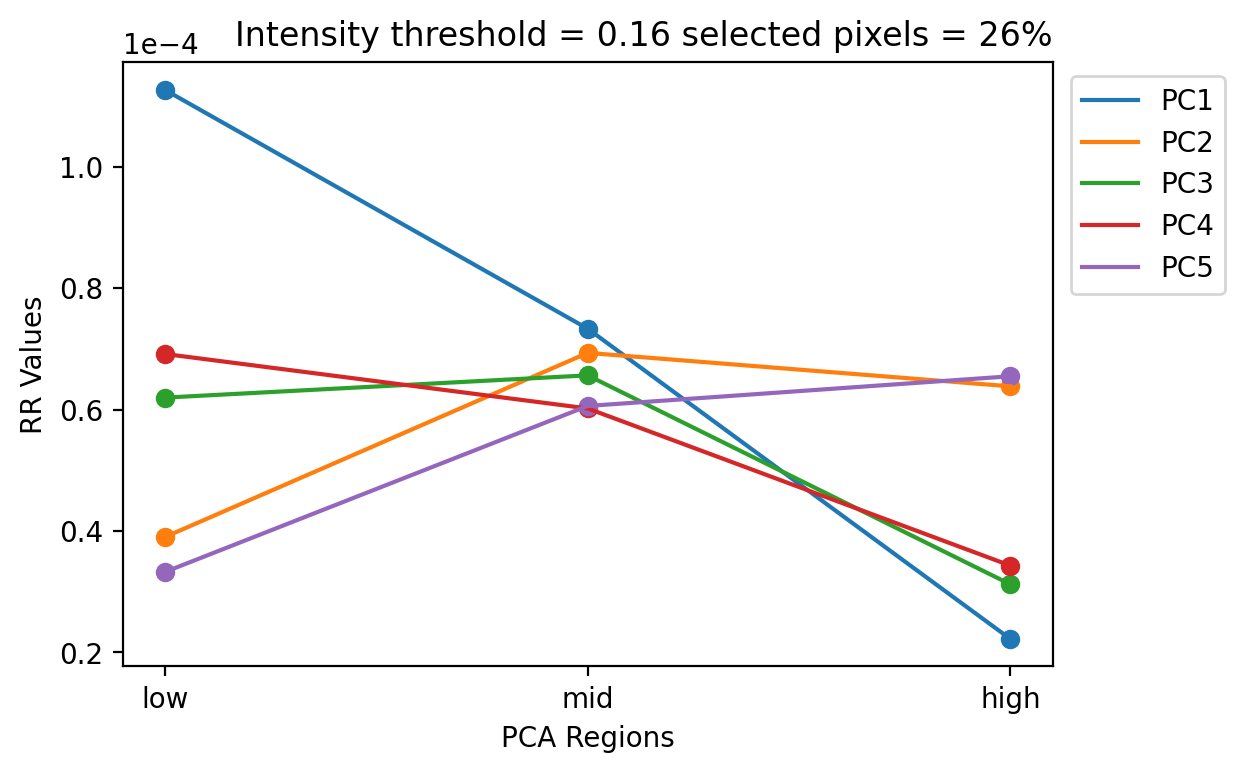 Intensity threshold = 0.16 selected pixels = 26%
1e−4
1.0
0.8
0.6
0.4
0.2
RR Values
low
mid
high
PCA Regions
PC1
PC2
PC3
PC4
PC5